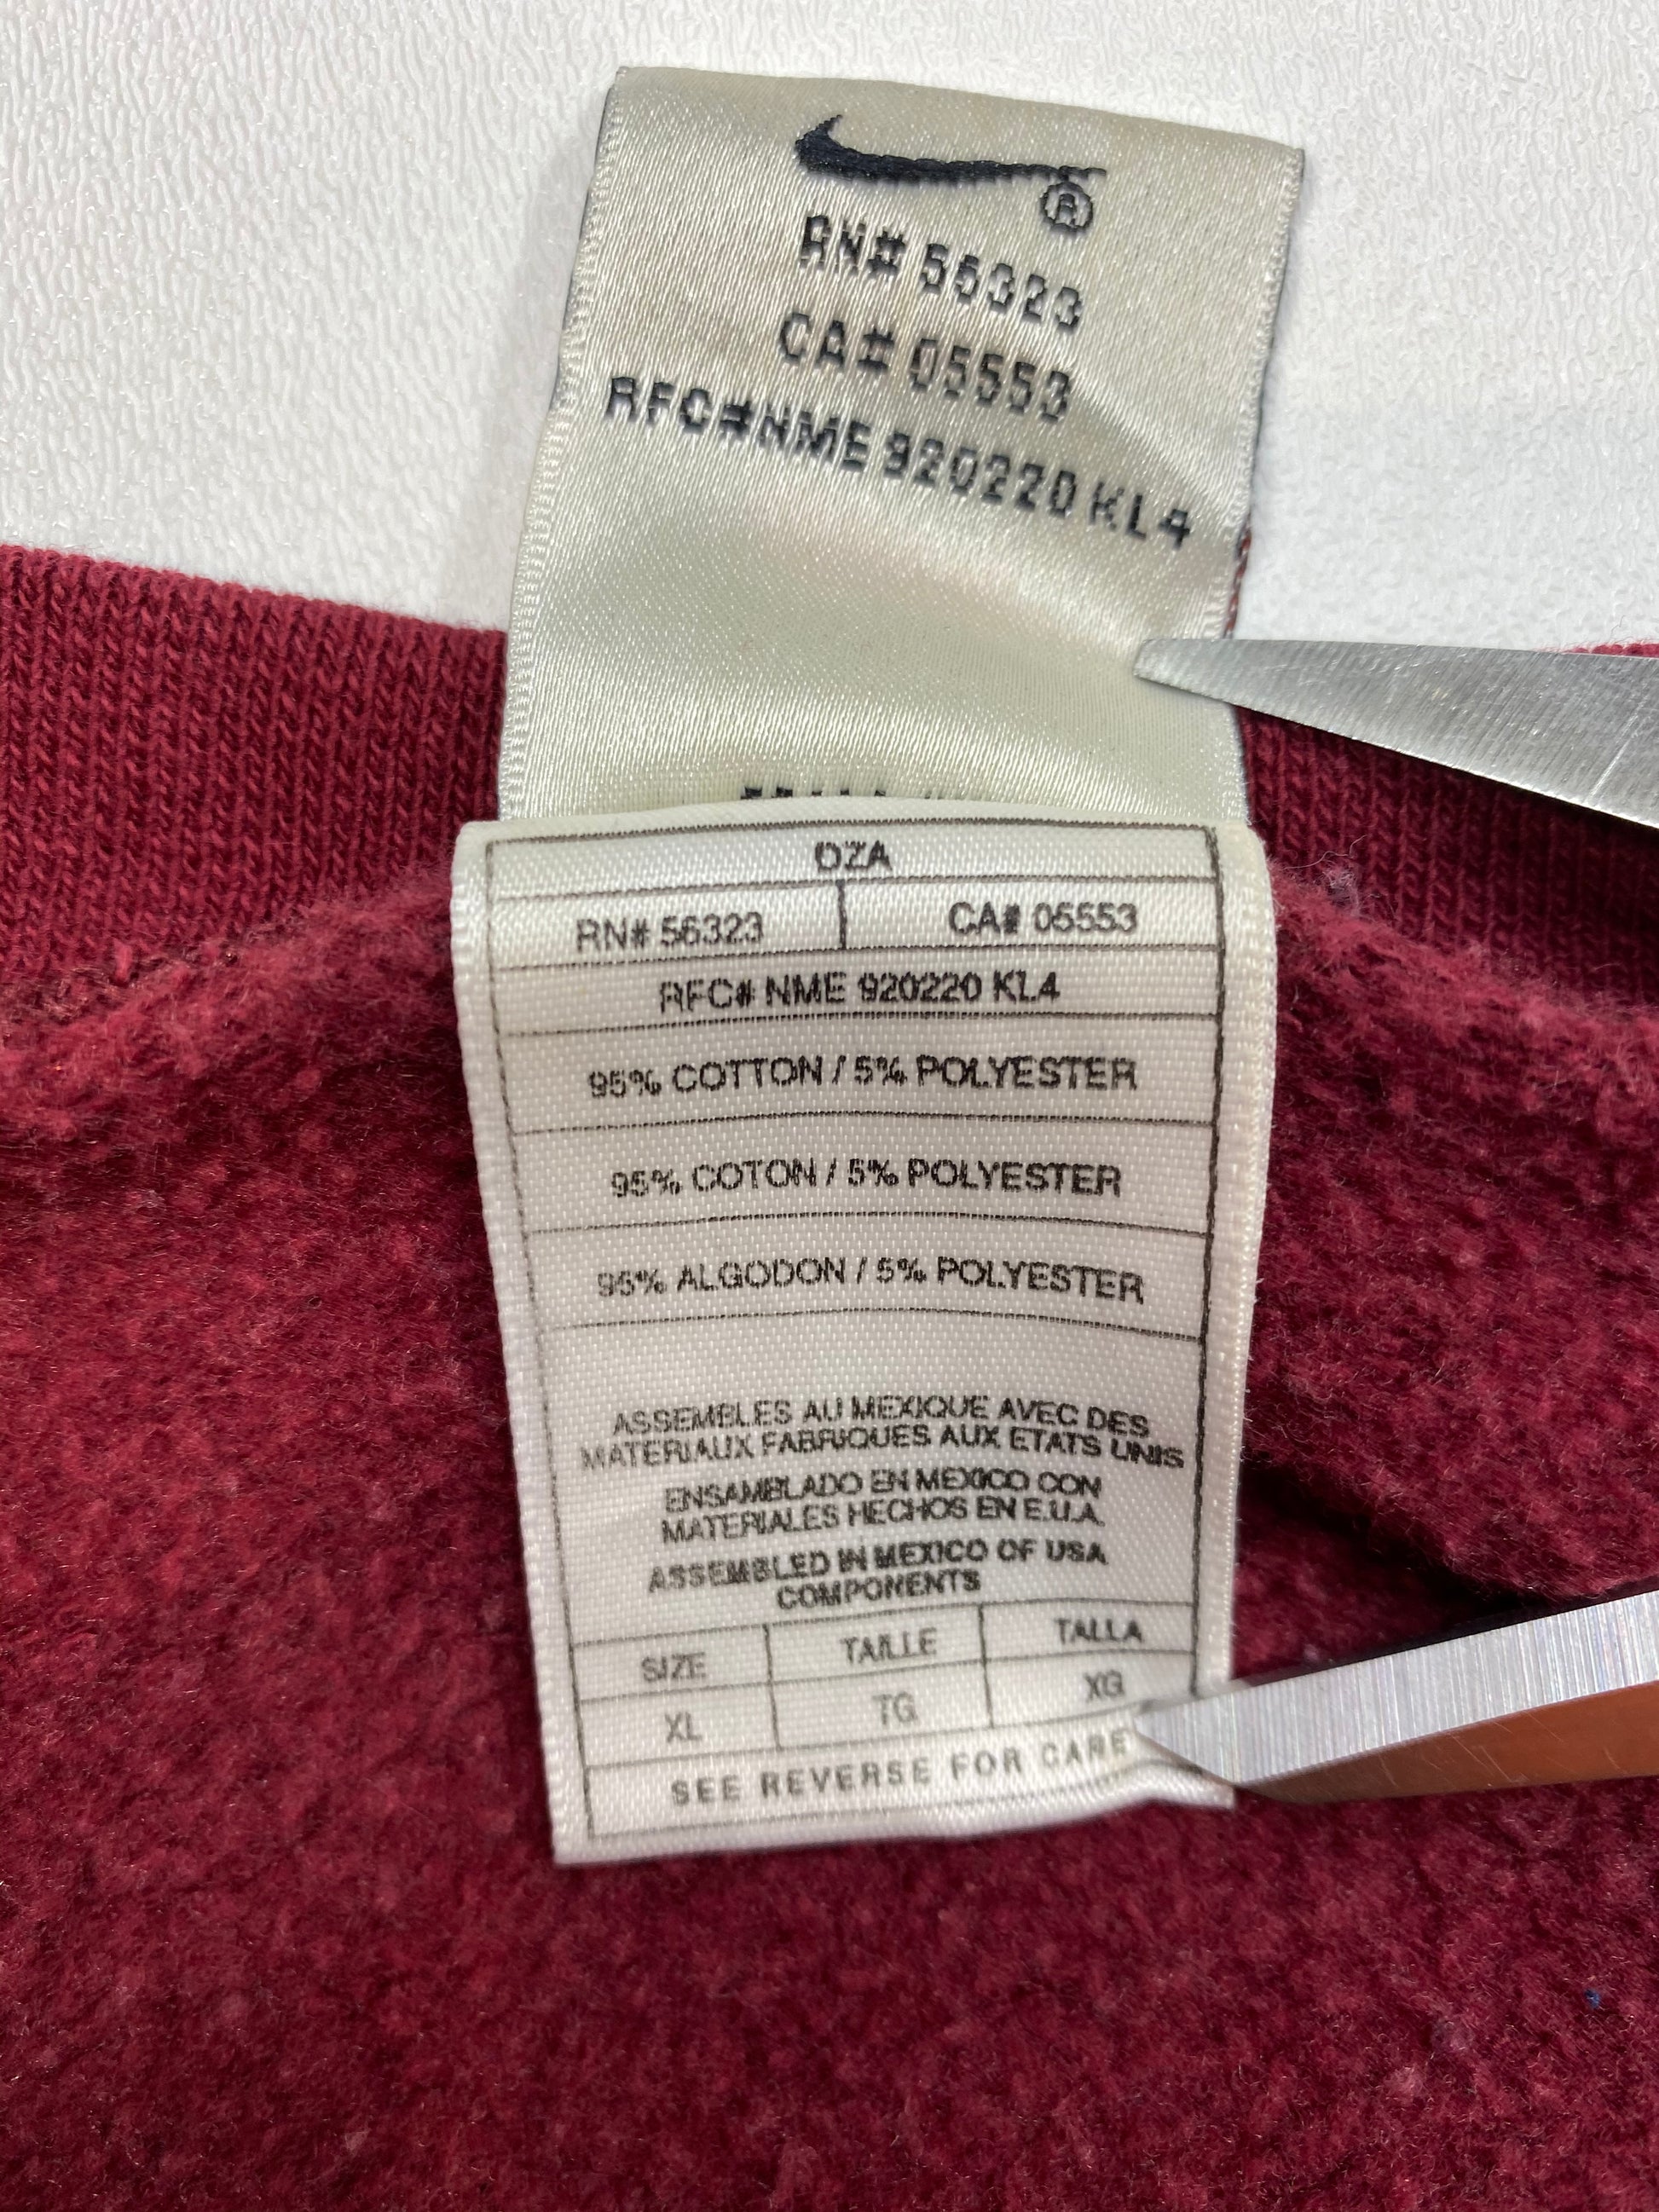 ®
RN# 56323
CA# 05553
RFC# NME 920220 KL4
OZA
RN# 56323 CA# 05553
RFC# NME 920220 KL4
95% COTTON / 5% POLYESTER
95% COTON / 5% POLYESTER
95% ALGODON / 5% POLYESTER
ASSEMBLES AU MEXIQUE AVEC DES
MATERIAUX FABRIQUES AUX ETATS UNIS
ENSAMBLADO EN MEXICO CON
MATERIALES HECHOS EN E.U.A.
ASSEMBLED IN MEXICO OF USA
COMPONENTS
SIZE TAILLE TALLA
XL TG XG
SEE REVERSE FOR CARE